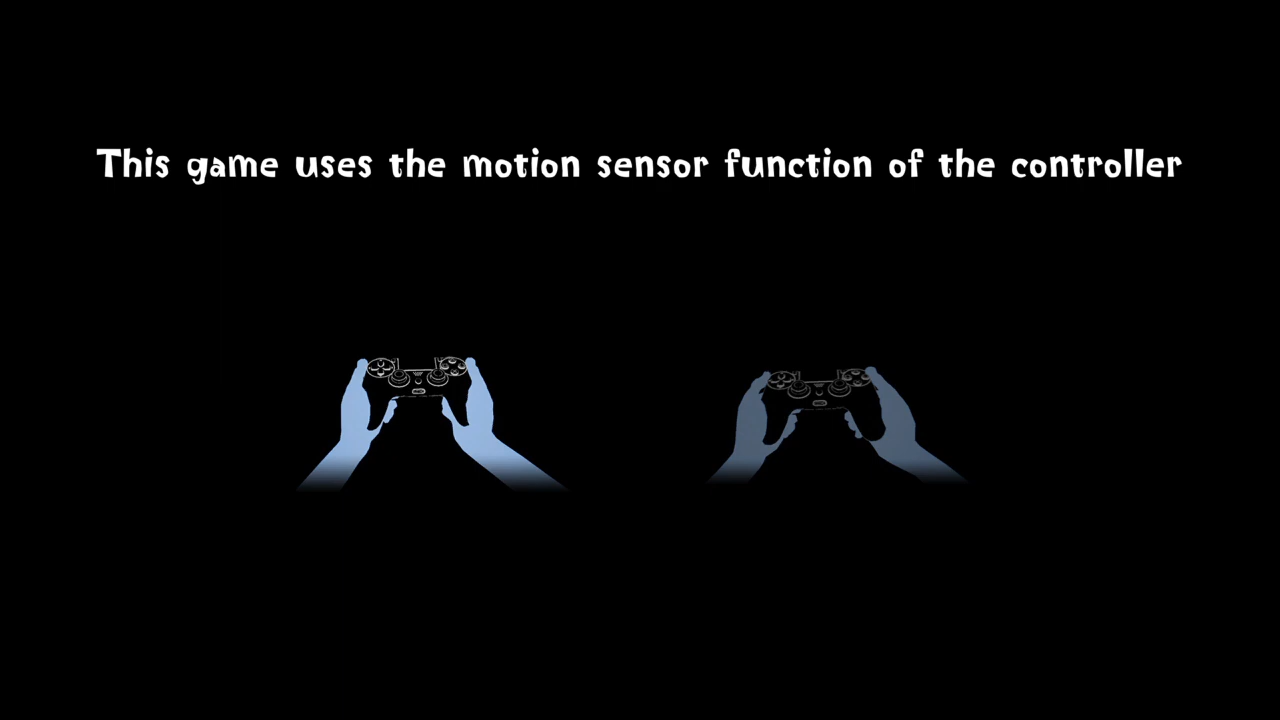 This game uses the motion sensor function of the controller